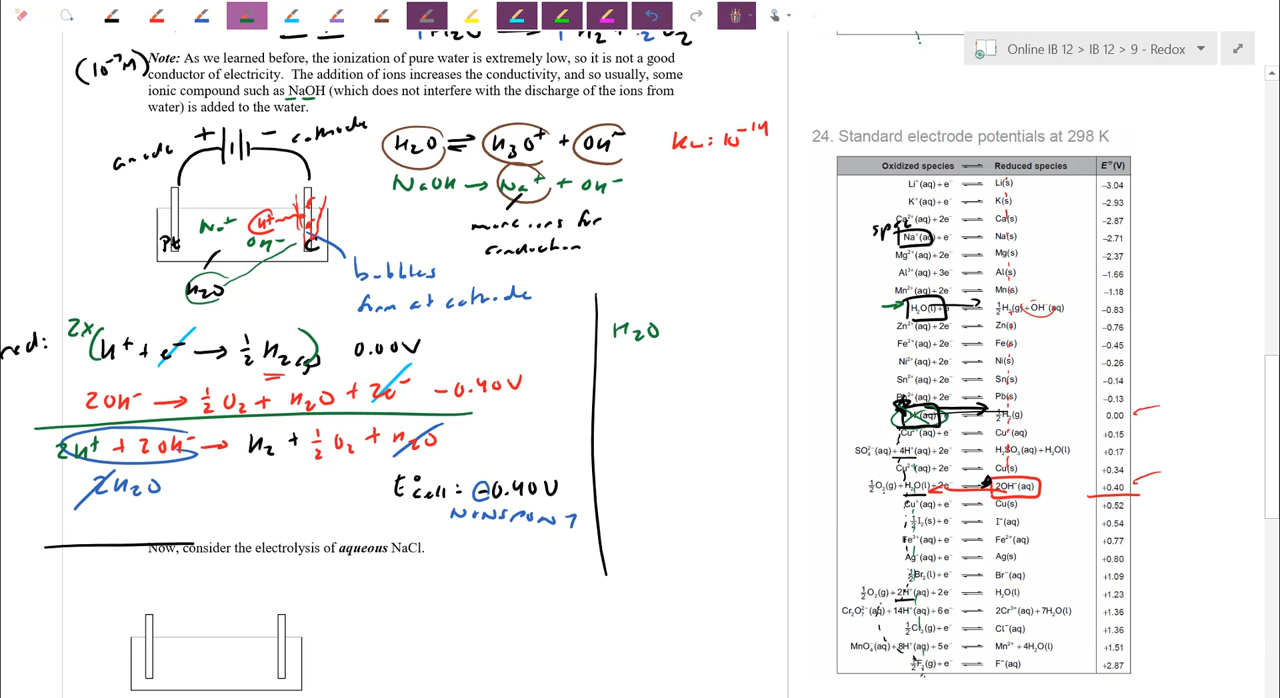 H₂O → H₂ + ½ O₂
(10⁻⁷ M) Note: As we learned before, the ionization of pure water is extremely low, so it is not a good
conductor of electricity. The addition of ions increases the conductivity, and so usually, some
ionic compound such as NaOH (which does not interfere with the discharge of the ions from
water) is added to the water.
anode + − cathode
H₂O ⇌ H₃O⁺ + OH⁻
Kw: 10⁻¹⁴
NaOH → Na⁺ + OH⁻
more ions for
conduction
Na⁺ H⁺
Pt OH⁻ C
H₂O
bubbles
form at cathode
red: 2x(H⁺ + e⁻ → ½ H₂(g)) 0.00V
2OH⁻ → ½ O₂ + H₂O + 2e⁻ −0.40V
2H⁺ + 2OH⁻ → H₂ + ½ O₂ + H₂O
2H₂O
E°cell: −0.40V
NONSPONT
H₂O
Now, consider the electrolysis of aqueous NaCl.
Online IB 12 > IB 12 > 9 - Redox
24. Standard electrode potentials at 298 K
Oxidized species ⇌ Reduced species E⊖(V)
Li⁺(aq) + e⁻ ⇌ Li(s) −3.04
K⁺(aq) + e⁻ ⇌ K(s) −2.93
Ca²⁺(aq) + 2e⁻ ⇌ Ca(s) −2.87
Na⁺(aq) + e⁻ ⇌ Na(s) −2.71
Mg²⁺(aq) + 2e⁻ ⇌ Mg(s) −2.37
Al³⁺(aq) + 3e⁻ ⇌ Al(s) −1.66
Mn²⁺(aq) + 2e⁻ ⇌ Mn(s) −1.18
H₂O(l) + e⁻ ⇌ ½H₂(g) + OH⁻(aq) −0.83
Zn²⁺(aq) + 2e⁻ ⇌ Zn(s) −0.76
Fe²⁺(aq) + 2e⁻ ⇌ Fe(s) −0.45
Ni²⁺(aq) + 2e⁻ ⇌ Ni(s) −0.26
Sn²⁺(aq) + 2e⁻ ⇌ Sn(s) −0.14
Pb²⁺(aq) + 2e⁻ ⇌ Pb(s) −0.13
H⁺(aq) + e⁻ ⇌ ½H₂(g) 0.00
Cu²⁺(aq) + e⁻ ⇌ Cu⁺(aq) +0.15
SO₄²⁻(aq) + 4H⁺(aq) + 2e⁻ ⇌ H₂SO₃(aq) + H₂O(l) +0.17
Cu²⁺(aq) + 2e⁻ ⇌ Cu(s) +0.34
½O₂(g) + H₂O(l) + 2e⁻ ⇌ 2OH⁻(aq) +0.40
Cu⁺(aq) + e⁻ ⇌ Cu(s) +0.52
½I₂(s) + e⁻ ⇌ I⁻(aq) +0.54
Fe³⁺(aq) + e⁻ ⇌ Fe²⁺(aq) +0.77
Ag⁺(aq) + e⁻ ⇌ Ag(s) +0.80
½Br₂(l) + e⁻ ⇌ Br⁻(aq) +1.09
½O₂(g) + 2H⁺(aq) + 2e⁻ ⇌ H₂O(l) +1.23
Cr₂O₇²⁻(aq) + 14H⁺(aq) + 6e⁻ ⇌ 2Cr³⁺(aq) + 7H₂O(l) +1.36
½Cl₂(g) + e⁻ ⇌ Cl⁻(aq) +1.36
MnO₄⁻(aq) + 8H⁺(aq) + 5e⁻ ⇌ Mn²⁺ + 4H₂O(l) +1.51
½F₂(g) + e⁻ ⇌ F⁻(aq) +2.87